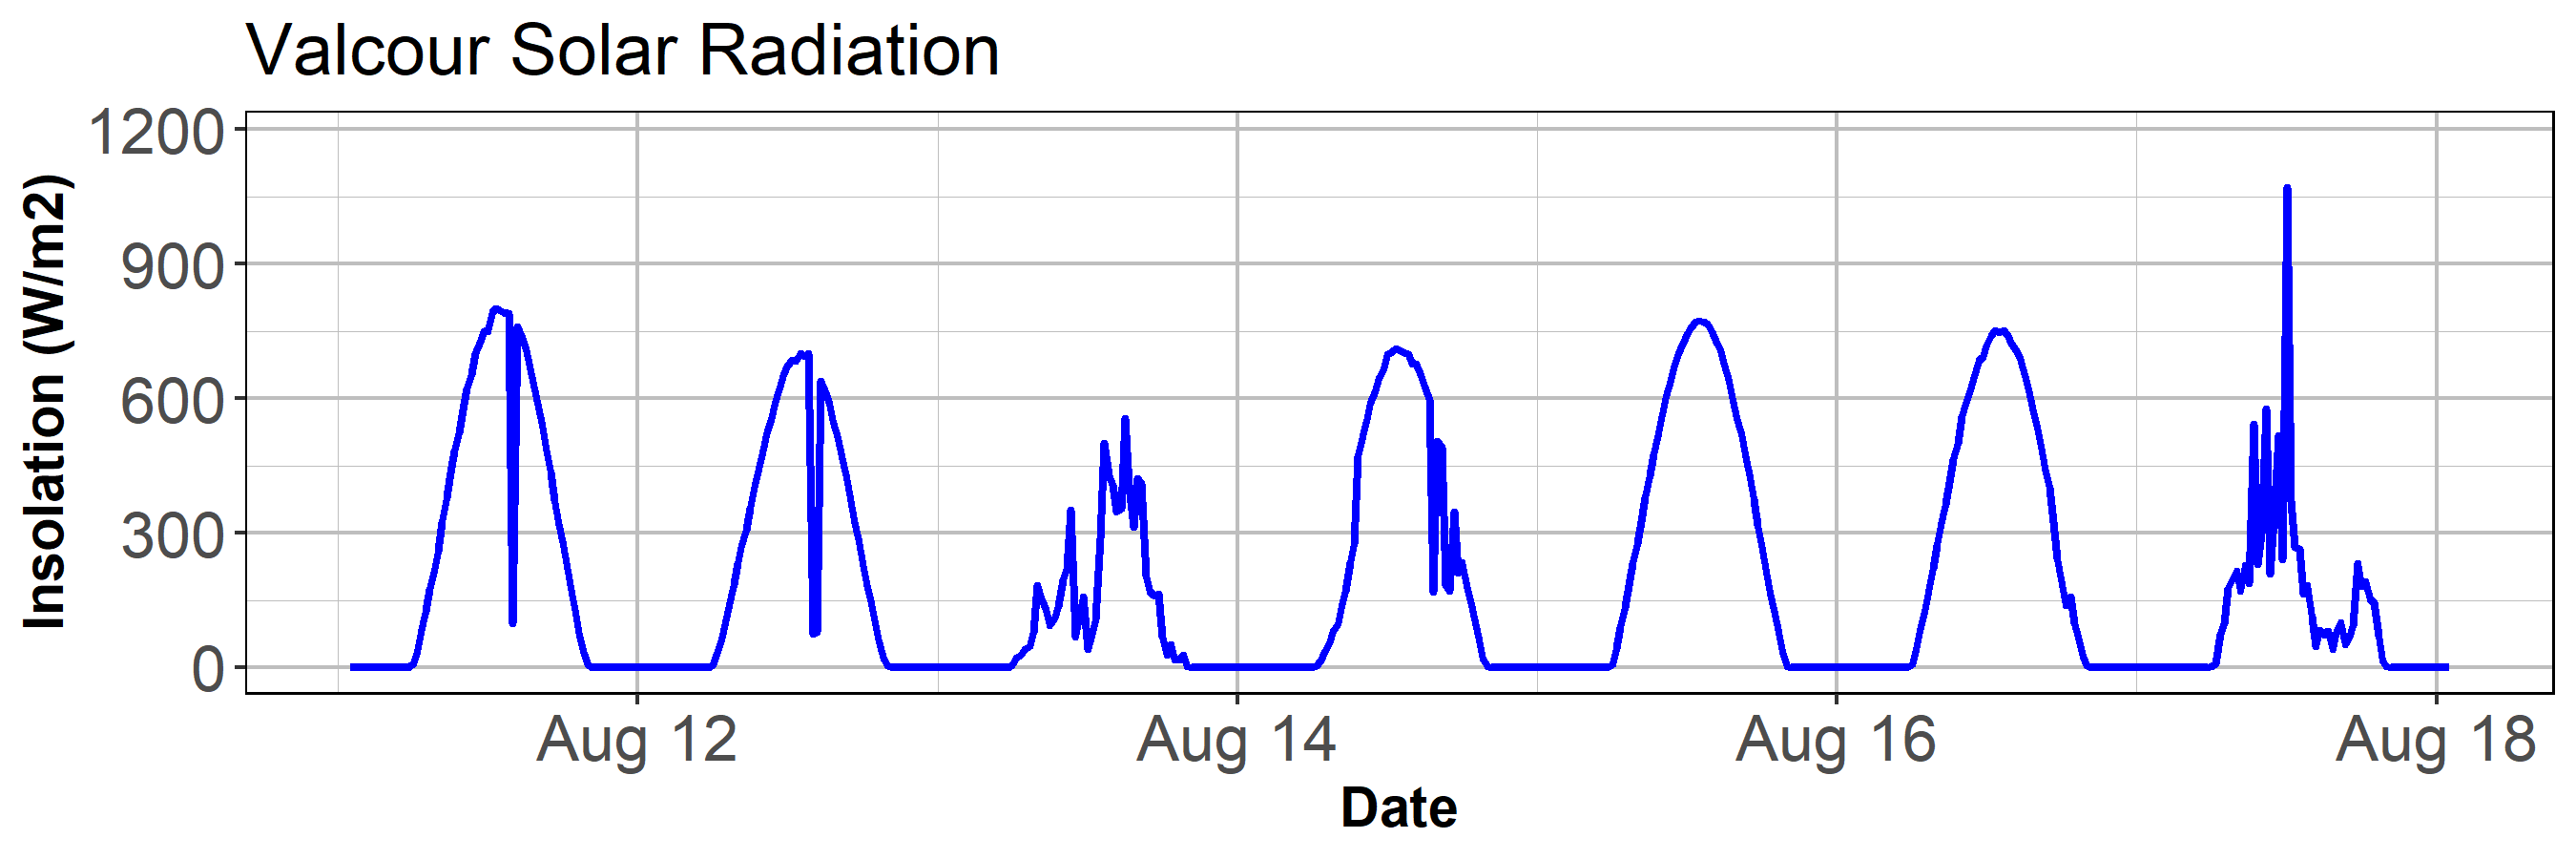 Valcour Solar Radiation
1200
900
600
300
0
Insolation (W/m2)
Aug 12 Aug 14 Aug 16 Aug 18
Date